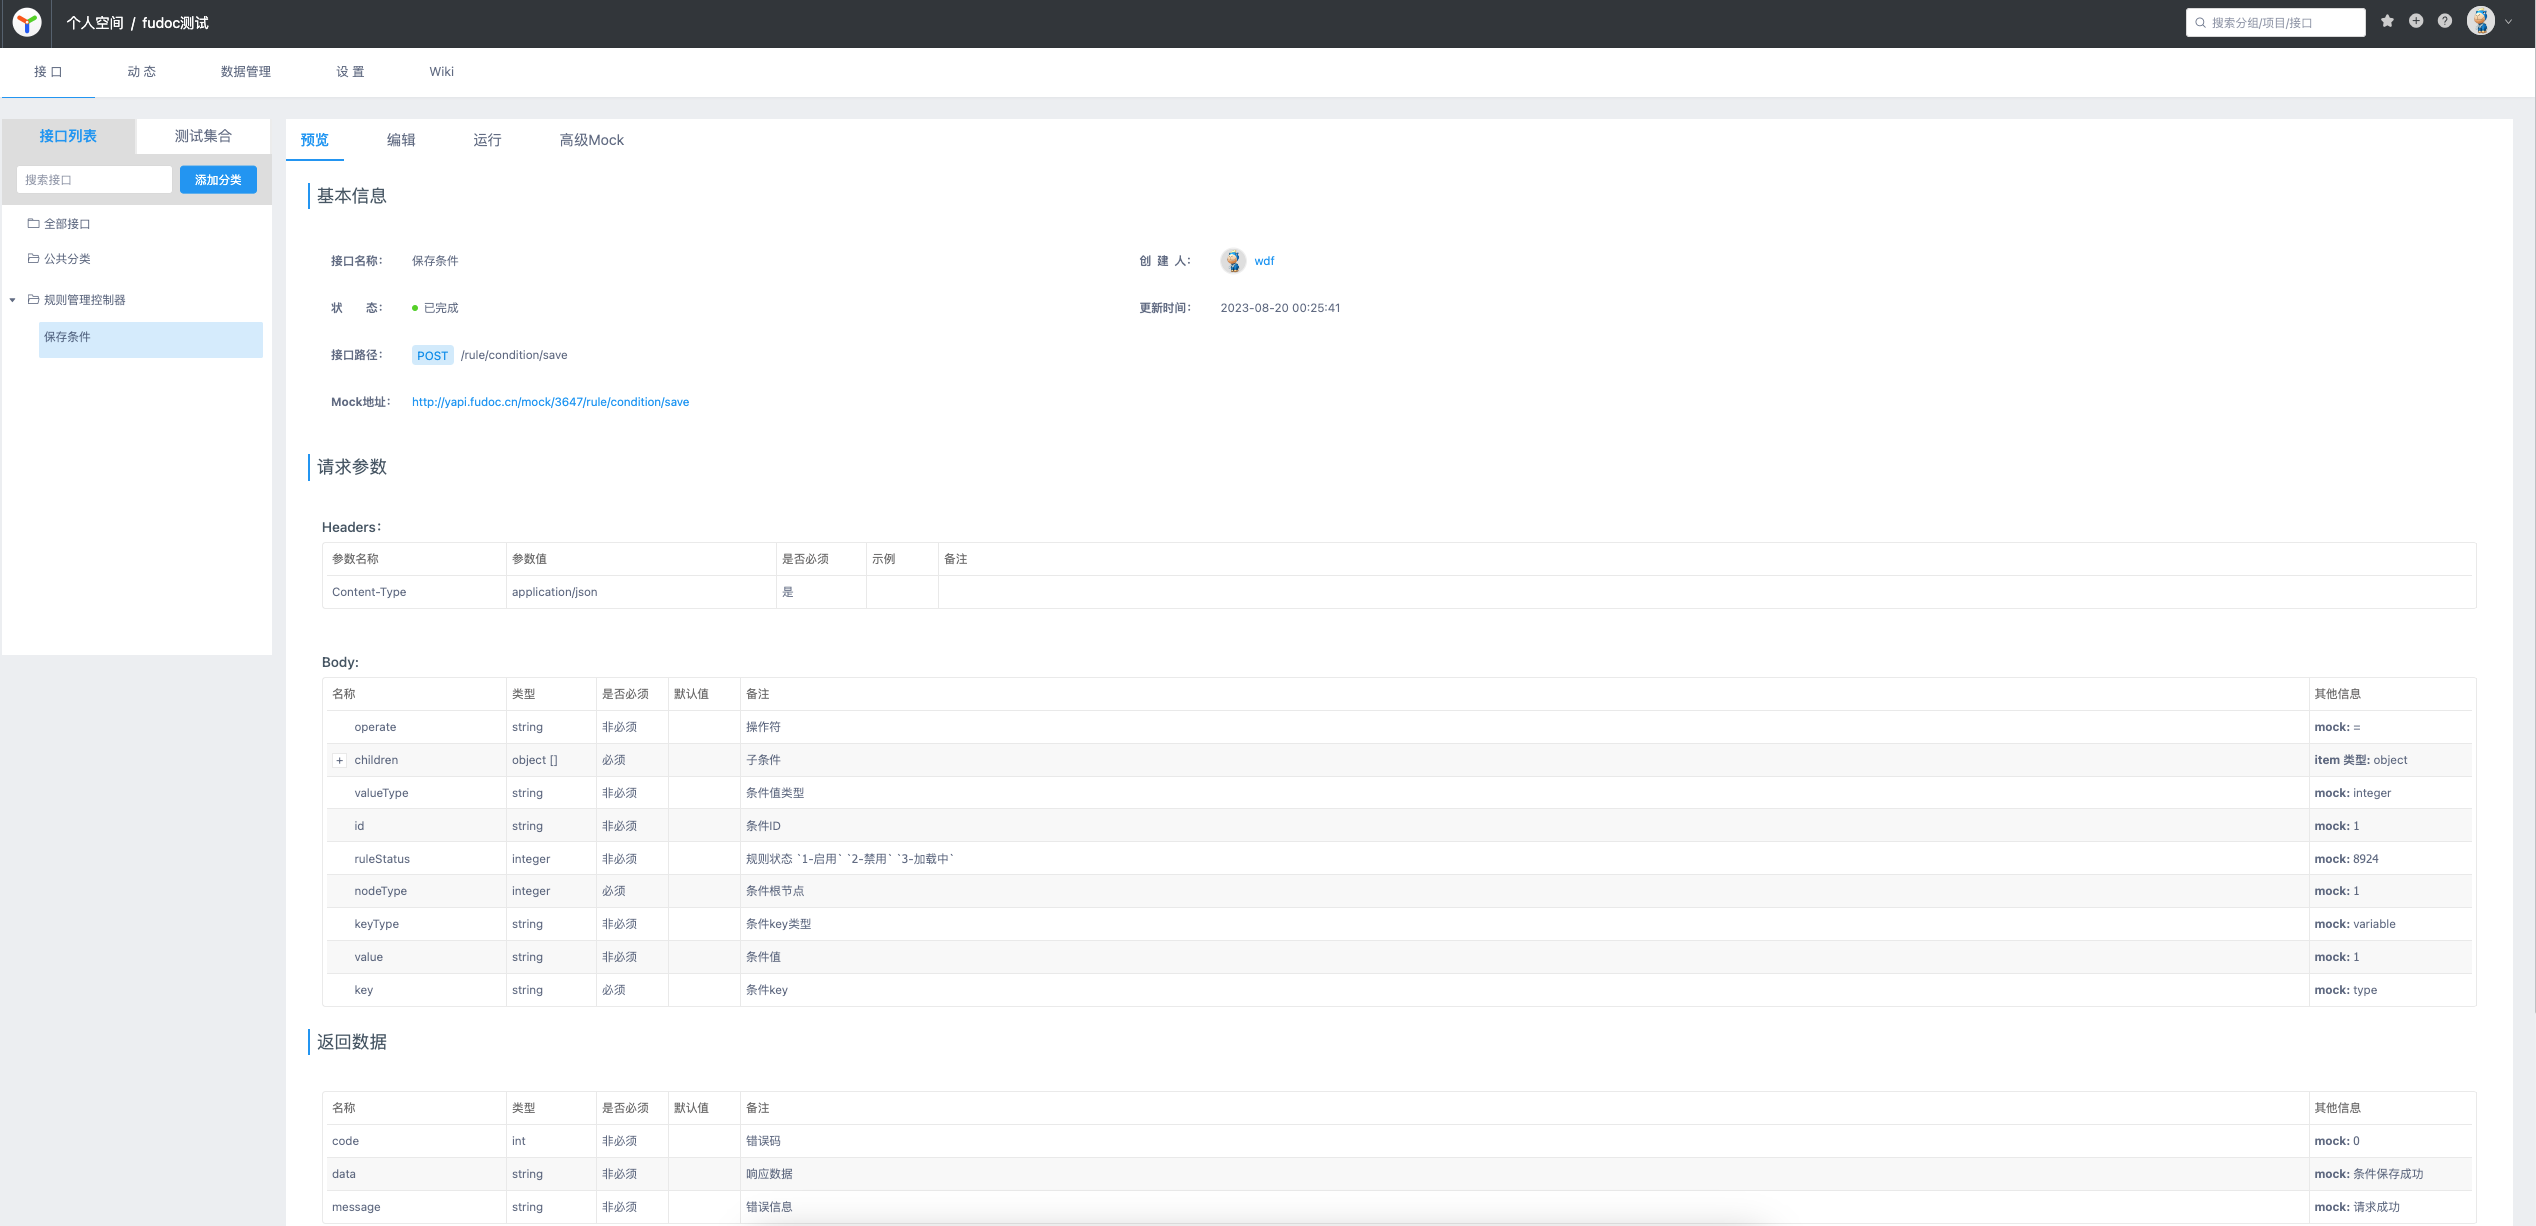 个人空间 / fudoc测试
搜索分组/项目/接口
接 口 动 态 数据管理 设 置 Wiki
接口列表 测试集合
搜索接口 添加分类
全部接口
公共分类
规则管理控制器
保存条件
预览 编辑 运行 高级Mock
基本信息
接口名称： 保存条件 创 建 人： wdf
状 态： 已完成 更新时间： 2023-08-20 00:25:41
接口路径： POST /rule/condition/save
Mock地址： http://yapi.fudoc.cn/mock/3647/rule/condition/save
请求参数
Headers：
参数名称 参数值 是否必须 示例 备注
Content-Type application/json 是
Body:
名称 类型 是否必须 默认值 备注 其他信息
operate string 非必须 操作符 mock: =
+ children object [] 必须 子条件 item 类型: object
valueType string 非必须 条件值类型 mock: integer
id string 非必须 条件ID mock: 1
ruleStatus integer 非必须 规则状态 `1-启用` `2-禁用` `3-加载中` mock: 8924
nodeType integer 必须 条件根节点 mock: 1
keyType string 非必须 条件key类型 mock: variable
value string 非必须 条件值 mock: 1
key string 必须 条件key mock: type
返回数据
名称 类型 是否必须 默认值 备注 其他信息
code int 非必须 错误码 mock: 0
data string 非必须 响应数据 mock: 条件保存成功
message string 非必须 错误信息 mock: 请求成功